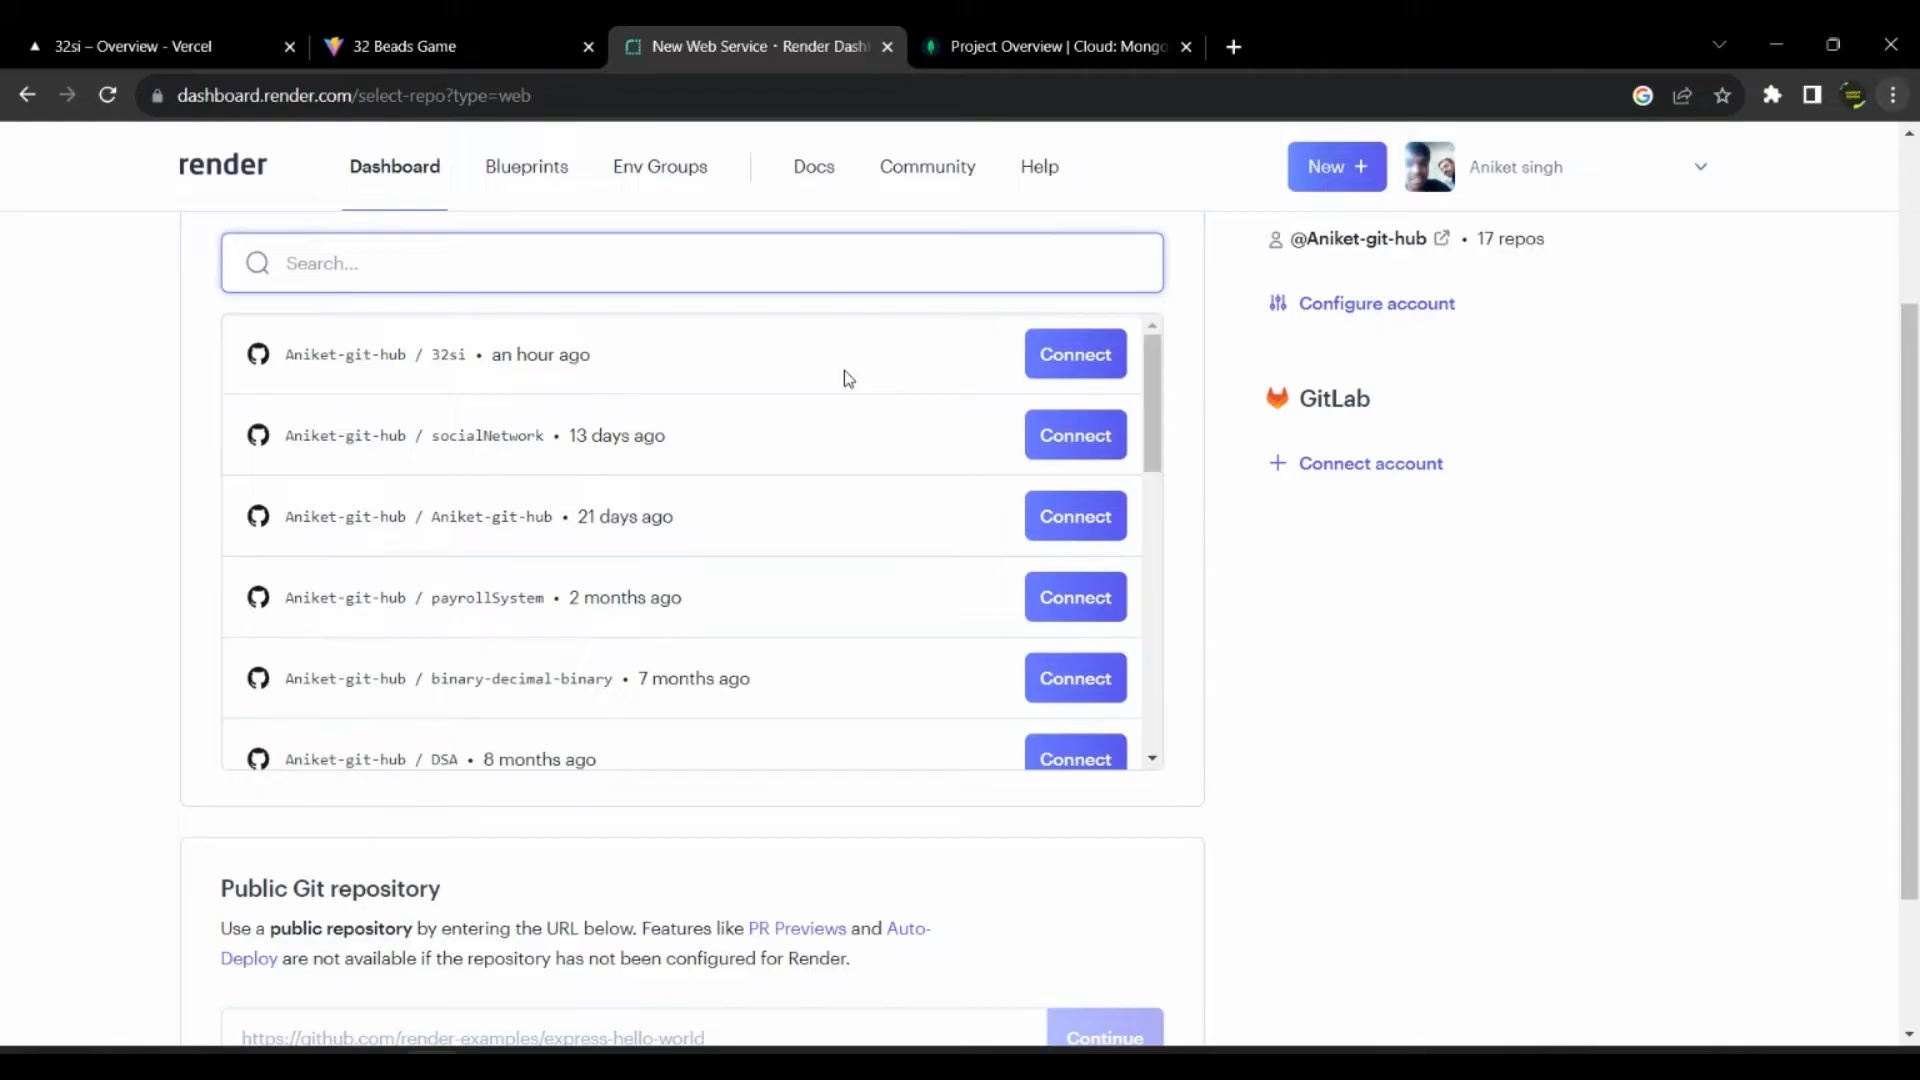 32si – Overview - Vercel
32 Beads Game
New Web Service · Render Dash
Project Overview | Cloud: Mongo
dashboard.render.com/select-repo?type=web
render
Dashboard
Blueprints
Env Groups
Docs
Community
Help
New +
Aniket singh
Search...
@Aniket-git-hub • 17 repos
Configure account
GitLab
Connect account
Aniket-git-hub / 32si • an hour ago
Connect
Aniket-git-hub / socialNetwork • 13 days ago
Connect
Aniket-git-hub / Aniket-git-hub • 21 days ago
Connect
Aniket-git-hub / payrollSystem • 2 months ago
Connect
Aniket-git-hub / binary-decimal-binary • 7 months ago
Connect
Aniket-git-hub / DSA • 8 months ago
Connect
Public Git repository
Use a public repository by entering the URL below. Features like PR Previews and Auto-
Deploy are not available if the repository has not been configured for Render.
https://github.com/render-examples/express-hello-world
Continue